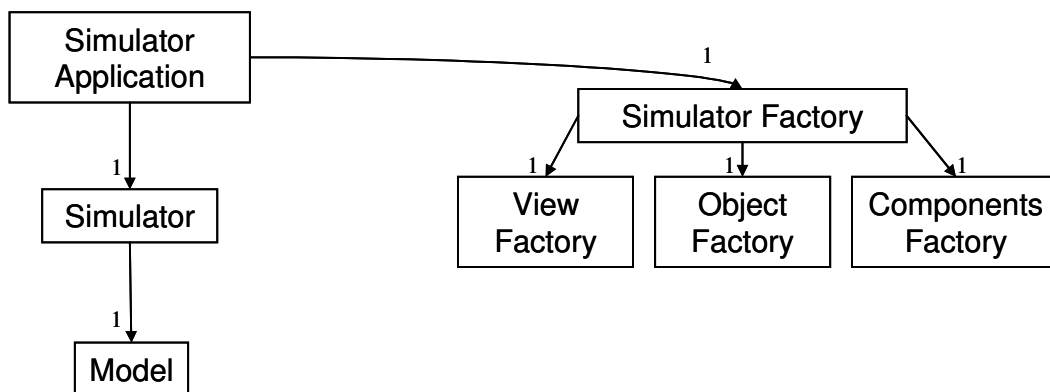 Simulator
Application
1
Simulator Factory
1
1
1
1
Simulator
View
Factory
Object
Factory
Components
Factory
1
Model